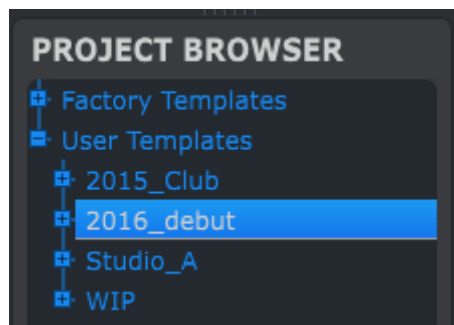 PROJECT BROWSER
Factory Templates
User Templates
2015_Club
2016_debut
Studio_A
WIP